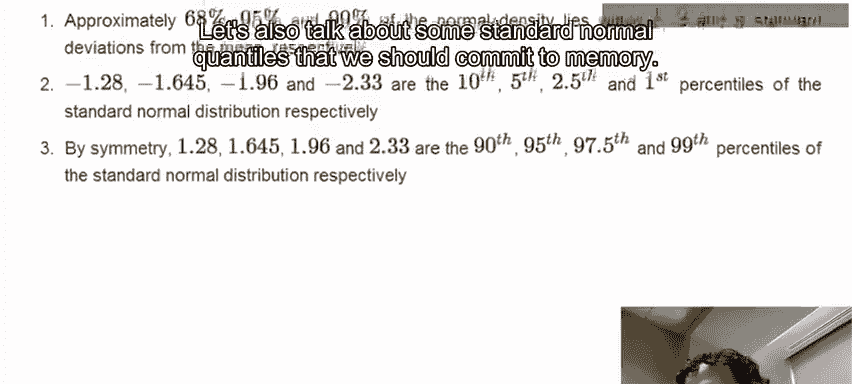 1. Approximately 68%, 95% and 99% of the normal density lies
Let's also talk about some standard normal
deviations from the mean, respectively
quantiles that we should commit to memory.
2. −1.28, −1.645, −1.96 and −2.33 are the 10th, 5th, 2.5th and 1st percentiles of the
standard normal distribution respectively
3. By symmetry, 1.28, 1.645, 1.96 and 2.33 are the 90th, 95th, 97.5th and 99th percentiles of
the standard normal distribution respectively